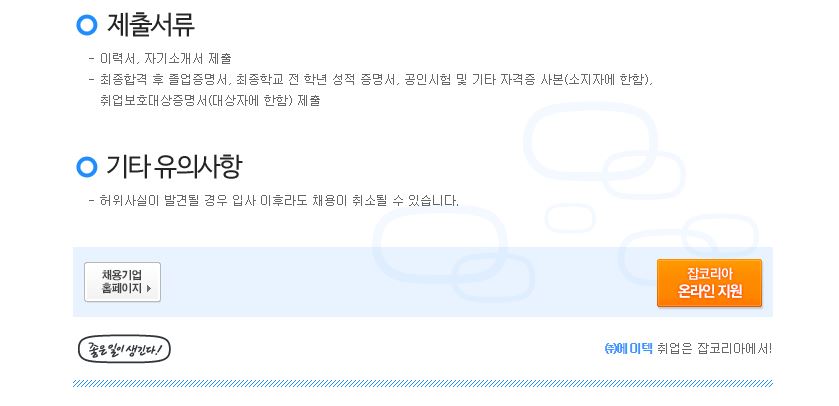 제출서류
- 이력서, 자기소개서 제출
- 최종합격 후 졸업증명서, 최종학교 전 학년 성적 증명서, 공인시험 및 기타 자격증 사본(소지자에 한함),
취업보호대상증명서(대상자에 한함) 제출
기타 유의사항
- 허위사실이 발견될 경우 입사 이후라도 채용이 취소될 수 있습니다.
채용기업
홈페이지
잡코리아
온라인 지원
좋은일이 생긴다!
㈜에이텍 취업은 잡코리아에서!